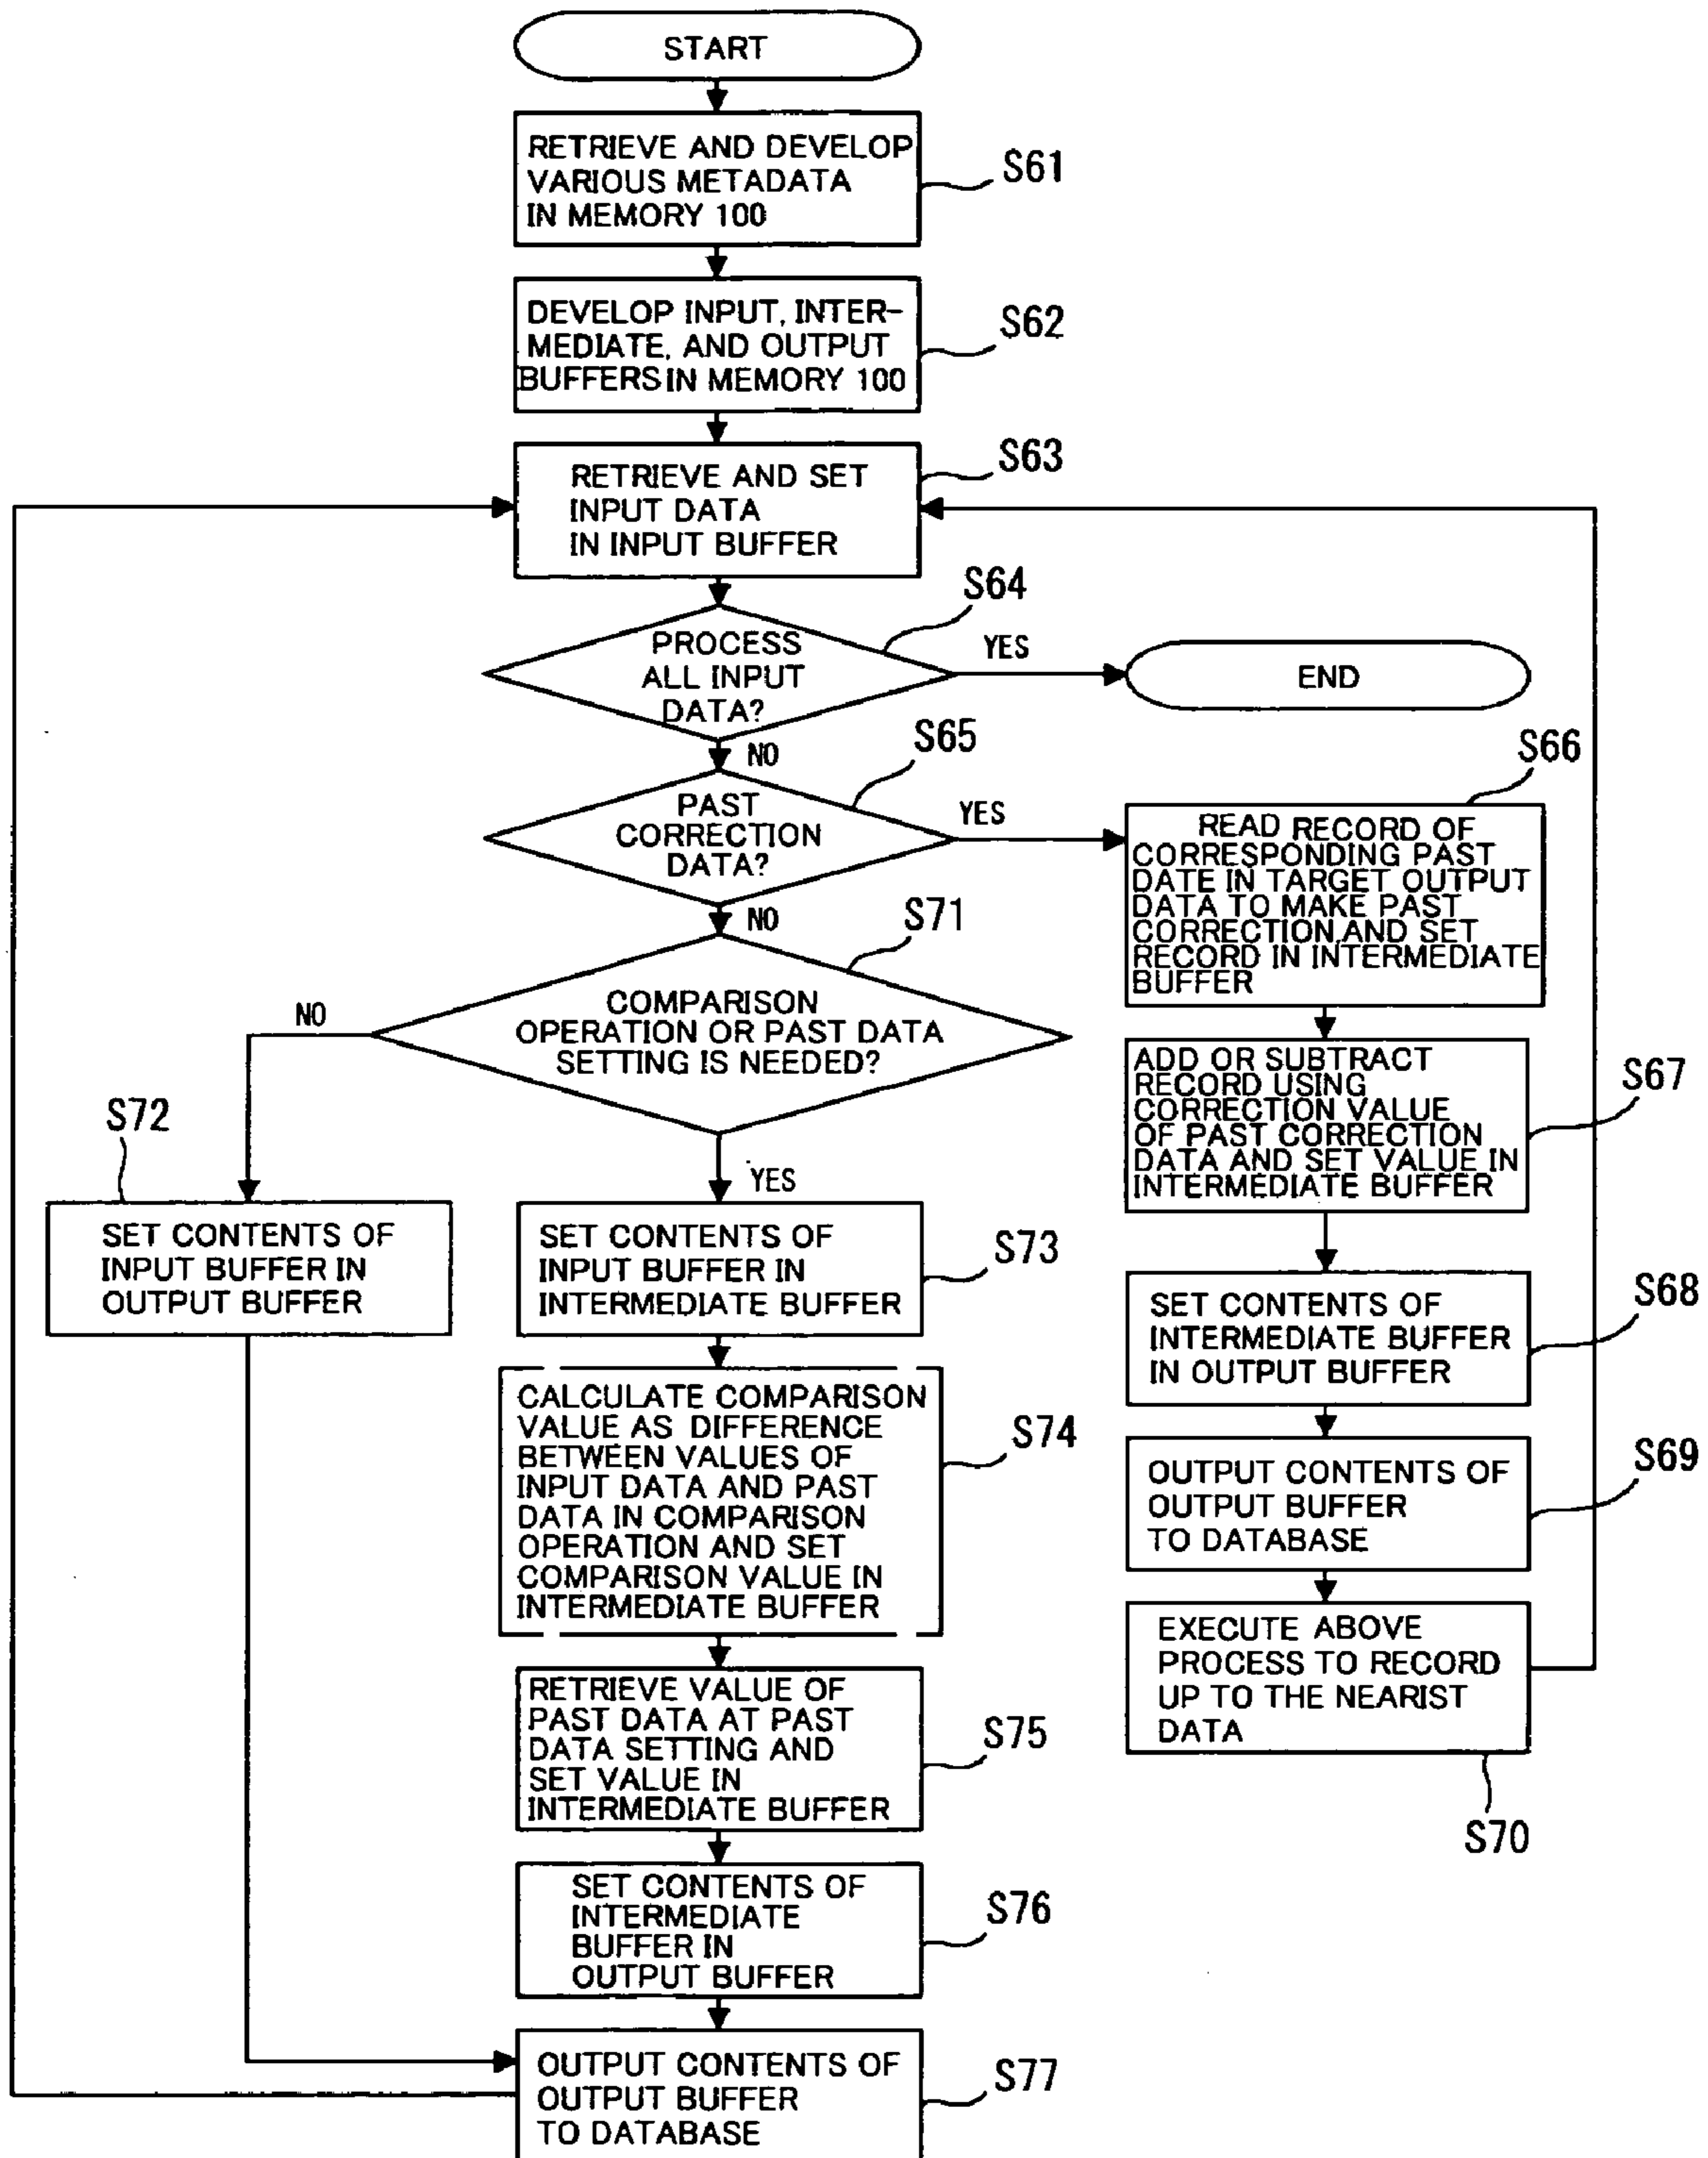 START
RETRIEVE AND DEVELOP
VARIOUS METADATA
IN MEMORY 100
S61
DEVELOP INPUT, INTER-
MEDIATE, AND OUTPUT
BUFFERS IN MEMORY 100
S62
RETRIEVE AND SET
INPUT DATA
IN INPUT BUFFER
S63
PROCESS
ALL INPUT
DATA?
S64
YES
END
NO
PAST
CORRECTION
DATA?
S65
YES
READ RECORD OF
CORRESPONDING PAST
DATE IN TARGET OUTPUT
DATA TO MAKE PAST
CORRECTION,AND SET
RECORD IN INTERMEDIATE
BUFFER
S66
NO
COMPARISON
OPERATION OR PAST DATA
SETTING IS NEEDED?
S71
NO
YES
ADD OR SUBTRACT
RECORD USING
CORRECTION VALUE
OF PAST CORRECTION
DATA AND SET VALUE IN
INTERMEDIATE BUFFER
S67
S72
SET CONTENTS OF
INPUT BUFFER IN
OUTPUT BUFFER
SET CONTENTS OF
INPUT BUFFER IN
INTERMEDIATE BUFFER
S73
SET CONTENTS OF
INTERMEDIATE BUFFER
IN OUTPUT BUFFER
S68
CALCULATE COMPARISON
VALUE AS DIFFERENCE
BETWEEN VALUES OF
INPUT DATA AND PAST
DATA IN COMPARISON
OPERATION AND SET
COMPARISON VALUE IN
INTERMEDIATE BUFFER
S74
OUTPUT CONTENTS OF
OUTPUT BUFFER
TO DATABASE
S69
EXECUTE ABOVE
PROCESS TO RECORD
UP TO THE NEARIST
DATA
S70
RETRIEVE VALUE OF
PAST DATA AT PAST
DATA SETTING AND
SET VALUE IN
INTERMEDIATE BUFFER
S75
SET CONTENTS OF
INTERMEDIATE
BUFFER IN
OUTPUT BUFFER
S76
OUTPUT CONTENTS OF
OUTPUT BUFFER
TO DATABASE
S77